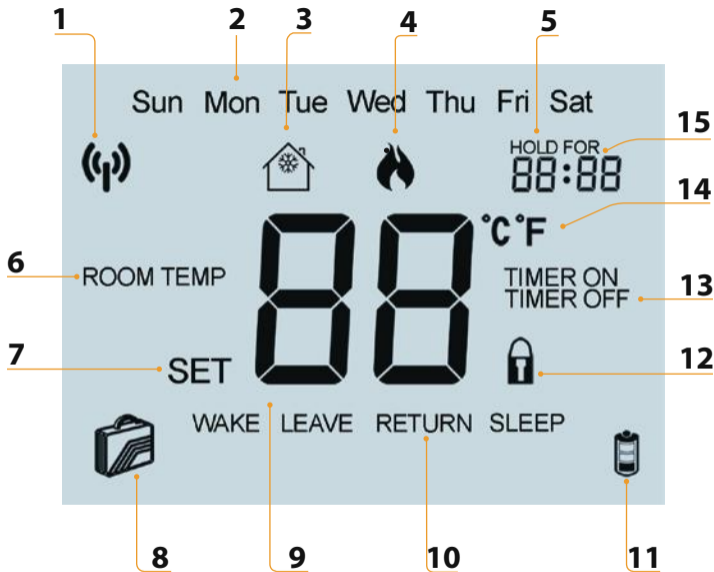 1 2 3 4 5
Sun Mon Tue Wed Thu Fri Sat
15
HOLD FOR
88:88
14
°C°F
6
ROOM TEMP
88
TIMER ON
TIMER OFF
13
7
SET
12
WAKE LEAVE RETURN SLEEP
8 9 10 11